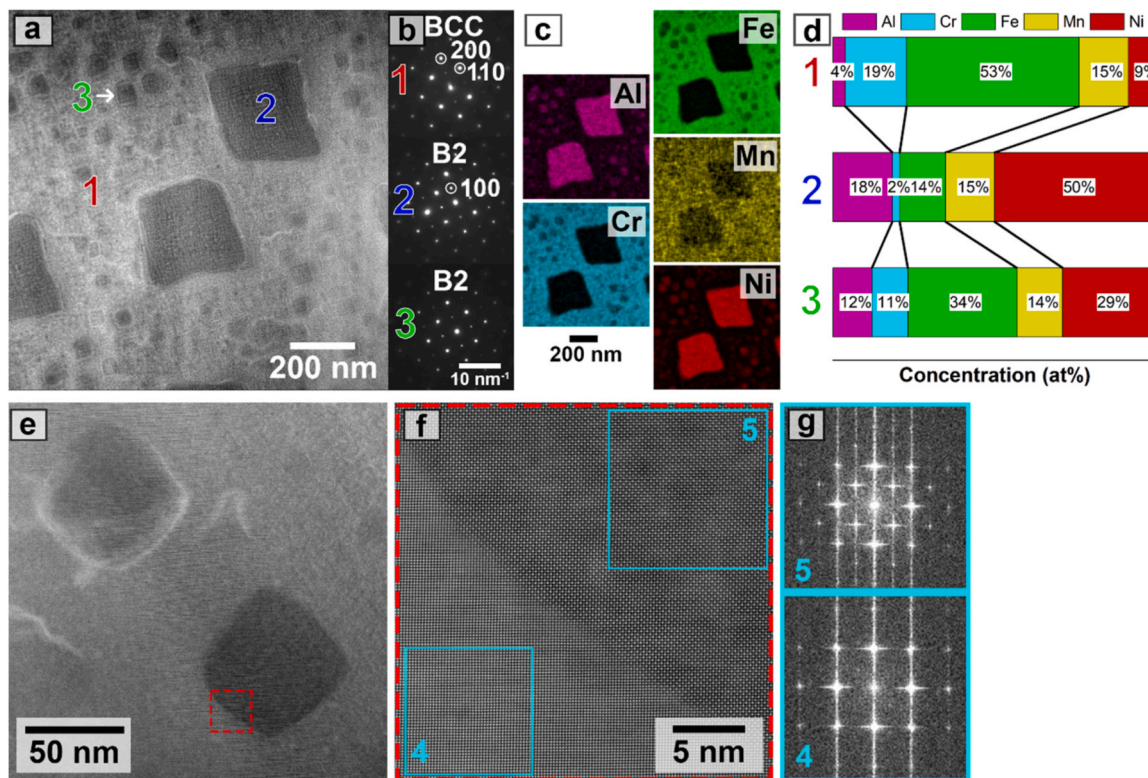 a
3
2
1
200 nm
b
BCC
200
110
1
B2
100
2
B2
3
10 nm⁻¹
c
Fe
Al
Mn
Cr
Ni
200 nm
d
Al Cr Fe Mn Ni
1
4% 19% 53% 15% 9%
2
18% 2% 14% 15% 50%
3
12% 11% 34% 14% 29%
Concentration (at%)
e
50 nm
f
5
4
5 nm
g
5
4